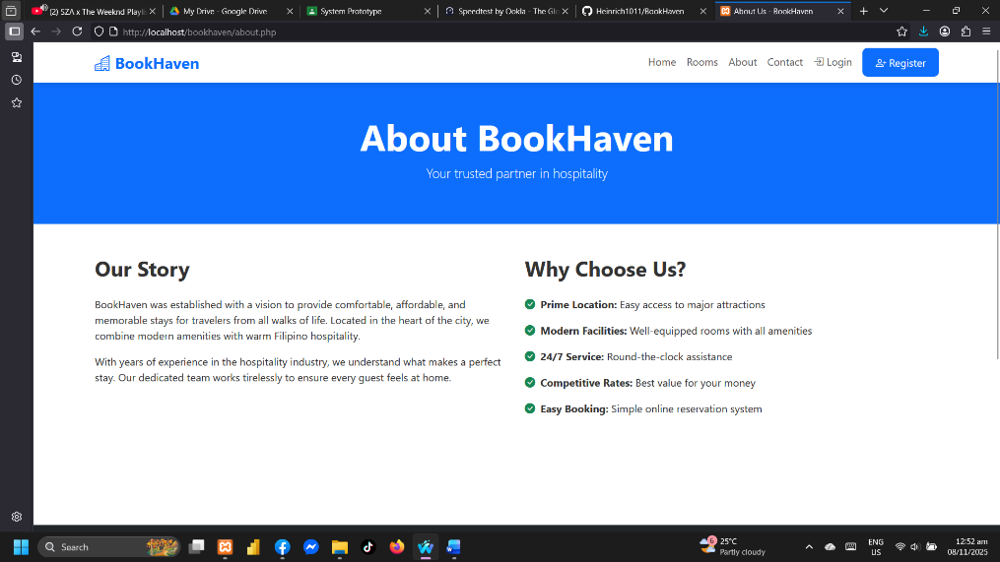 (2) SZA x The Weeknd Playli
My Drive - Google Drive
System Prototype
Speedtest by Ookla - The Glo
Heinrich1011/BookHaven
About Us - BookHaven
http://localhost/bookhaven/about.php
BookHaven
Home
Rooms
About
Contact
Login
Register
About BookHaven
Your trusted partner in hospitality
Our Story
BookHaven was established with a vision to provide comfortable, affordable, and
memorable stays for travelers from all walks of life. Located in the heart of the city, we
combine modern amenities with warm Filipino hospitality.
With years of experience in the hospitality industry, we understand what makes a perfect
stay. Our dedicated team works tirelessly to ensure every guest feels at home.
Why Choose Us?
Prime Location: Easy access to major attractions
Modern Facilities: Well-equipped rooms with all amenities
24/7 Service: Round-the-clock assistance
Competitive Rates: Best value for your money
Easy Booking: Simple online reservation system
Search
6
25°C
Partly cloudy
ENG
US
12:52 am
08/11/2025